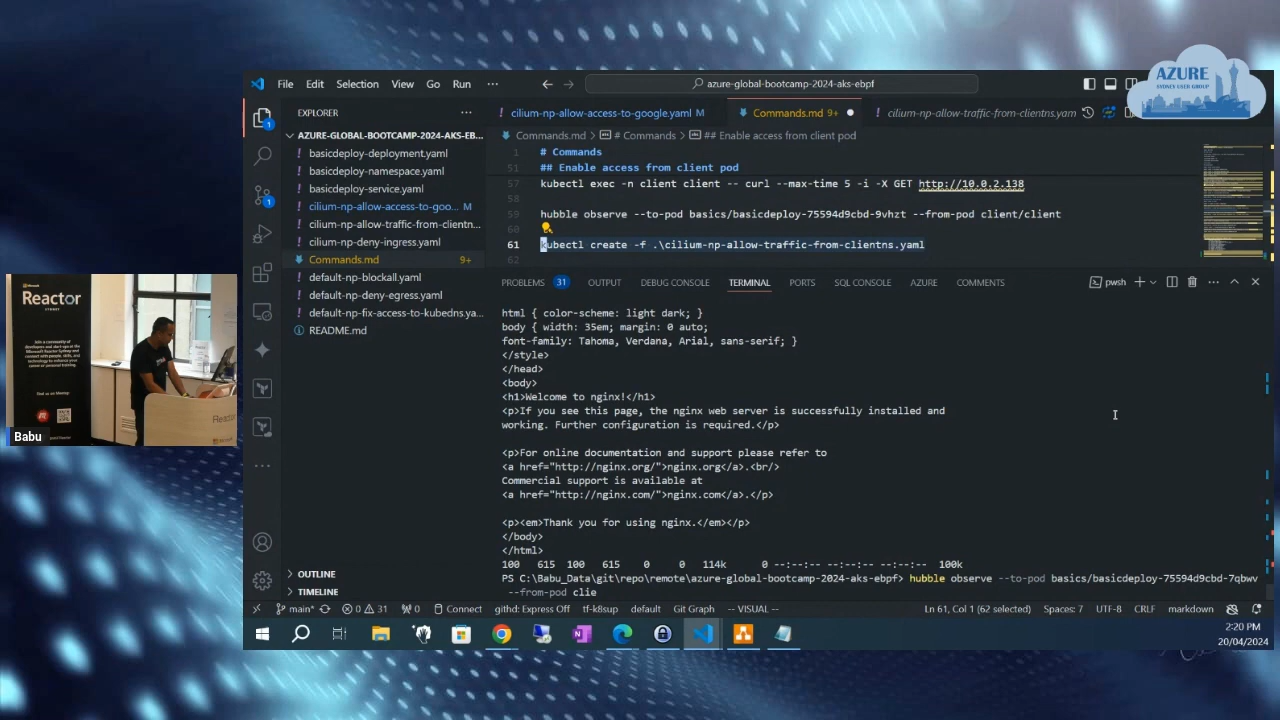 AZURE
SYDNEY USER GROUP
File Edit Selection View Go Run ···
azure-global-bootcamp-2024-aks-ebpf
EXPLORER
AZURE-GLOBAL-BOOTCAMP-2024-AKS-EB...
basicdeploy-deployment.yaml
basicdeploy-namespace.yaml
basicdeploy-service.yaml
cilium-np-allow-access-to-goo... M
cilium-np-allow-traffic-from-clientn...
cilium-np-deny-ingress.yaml
Commands.md 9+
default-np-blockall.yaml
default-np-deny-egress.yaml
default-np-fix-access-to-kubedns.ya...
README.md
OUTLINE
TIMELINE
cilium-np-allow-access-to-google.yaml M
Commands.md 9+
cilium-np-allow-traffic-from-clientns.yam
Commands.md > # Commands > ## Enable access from client pod
1 # Commands
## Enable access from client pod
57 kubectl exec -n client client -- curl --max-time 5 -i -X GET http://10.0.2.138
58
59 hubble observe --to-pod basics/basicdeploy-75594d9cbd-9vhzt --from-pod client/client
60
61 kubectl create -f .\cilium-np-allow-traffic-from-clientns.yaml
62
PROBLEMS 31 OUTPUT DEBUG CONSOLE TERMINAL PORTS SQL CONSOLE AZURE COMMENTS pwsh
html { color-scheme: light dark; }
body { width: 35em; margin: 0 auto;
font-family: Tahoma, Verdana, Arial, sans-serif; }
</style>
</head>
<body>
<h1>Welcome to nginx!</h1>
<p>If you see this page, the nginx web server is successfully installed and
working. Further configuration is required.</p>
<p>For online documentation and support please refer to
<a href="http://nginx.org/">nginx.org</a>.<br/>
Commercial support is available at
<a href="http://nginx.com/">nginx.com</a>.</p>
<p><em>Thank you for using nginx.</em></p>
</body>
</html>
100 615 100 615 0 0 114k 0 --:--:-- --:--:-- --:--:-- 100k
PS C:\Babu_Data\git\repo\remote\azure-global-bootcamp-2024-aks-ebpf> hubble observe --to-pod basics/basicdeploy-75594d9cbd-7qbwv
--from-pod clie
main* 0 31 0 Connect githd: Express Off tf-k8sup default Git Graph -- VISUAL -- Ln 61, Col 1 (62 selected) Spaces: 7 UTF-8 CRLF markdown
2:20 PM
20/04/2024
Microsoft
Reactor
SYDNEY
Babu